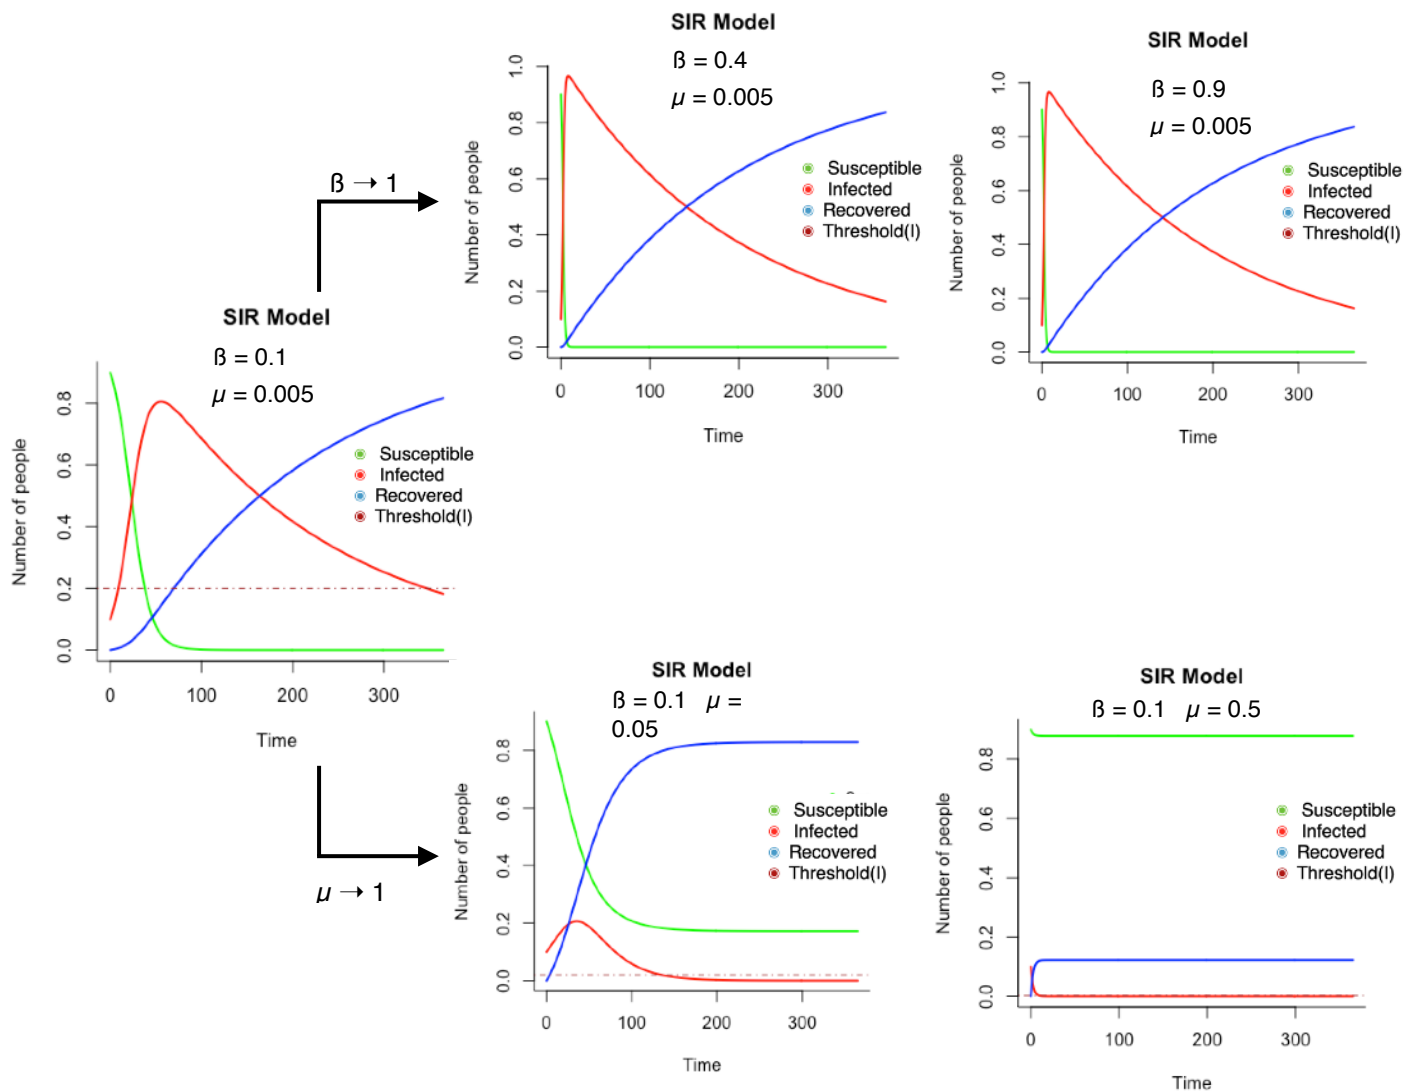 SIR Model
ß = 0.4
µ = 0.005
Number of people
0.0 0.2 0.4 0.6 0.8 1.0
Susceptible
Infected
Recovered
Threshold(I)
0 100 200 300
Time
SIR Model
ß = 0.9
µ = 0.005
Number of people
0.0 0.2 0.4 0.6 0.8 1.0
Susceptible
Infected
Recovered
Threshold(I)
0 100 200 300
Time
ß → 1
SIR Model
ß = 0.1
µ = 0.005
Number of people
0.0 0.2 0.4 0.6 0.8
Susceptible
Infected
Recovered
Threshold(I)
0 100 200 300
Time
µ → 1
SIR Model
ß = 0.1 µ =
0.05
Number of people
0.0 0.2 0.4 0.6 0.8
Susceptible
Infected
Recovered
Threshold(I)
0 100 200 300
Time
SIR Model
ß = 0.1 µ = 0.5
Number of people
0.0 0.2 0.4 0.6 0.8
Susceptible
Infected
Recovered
Threshold(I)
0 100 200 300
Time